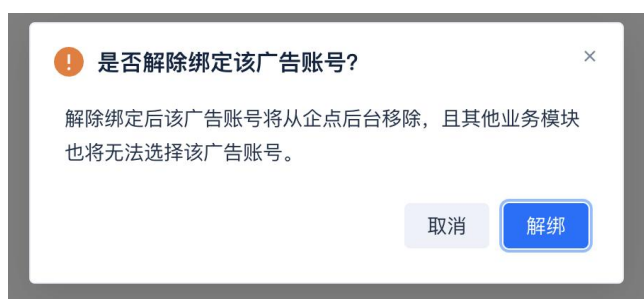 是否解除绑定该广告账号?
解除绑定后该广告账号将从企点后台移除，且其他业务模块
也将无法选择该广告账号。
取消 解绑